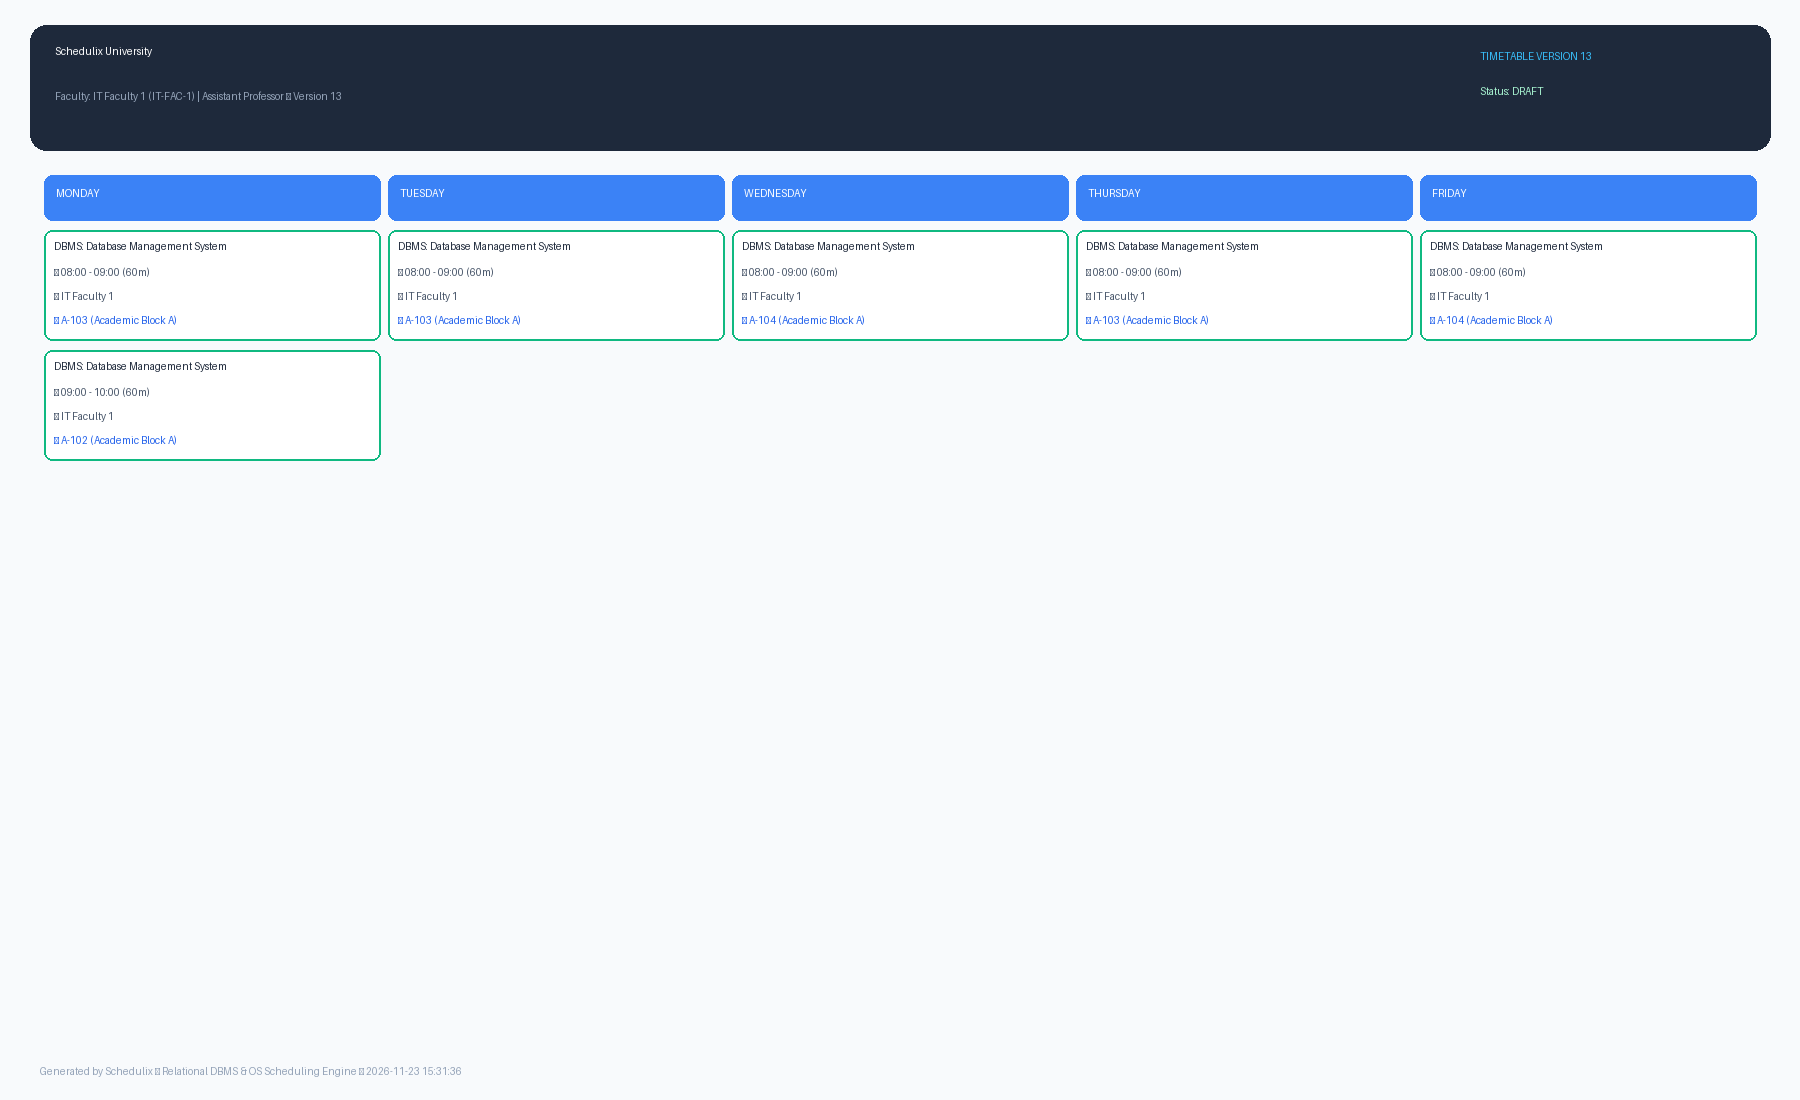 Schedulix University
Faculty: IT Faculty 1 (IT-FAC-1) | Assistant Professor Version 13
TIMETABLE VERSION 13
Status: DRAFT
MONDAY
DBMS: Database Management System
08:00 - 09:00 (60m)
IT Faculty 1
A-103 (Academic Block A)
DBMS: Database Management System
09:00 - 10:00 (60m)
IT Faculty 1
A-102 (Academic Block A)
TUESDAY
DBMS: Database Management System
08:00 - 09:00 (60m)
IT Faculty 1
A-103 (Academic Block A)
WEDNESDAY
DBMS: Database Management System
08:00 - 09:00 (60m)
IT Faculty 1
A-104 (Academic Block A)
THURSDAY
DBMS: Database Management System
08:00 - 09:00 (60m)
IT Faculty 1
A-103 (Academic Block A)
FRIDAY
DBMS: Database Management System
08:00 - 09:00 (60m)
IT Faculty 1
A-104 (Academic Block A)
Generated by Schedulix Relational DBMS & OS Scheduling Engine 2026-11-23 15:31:36